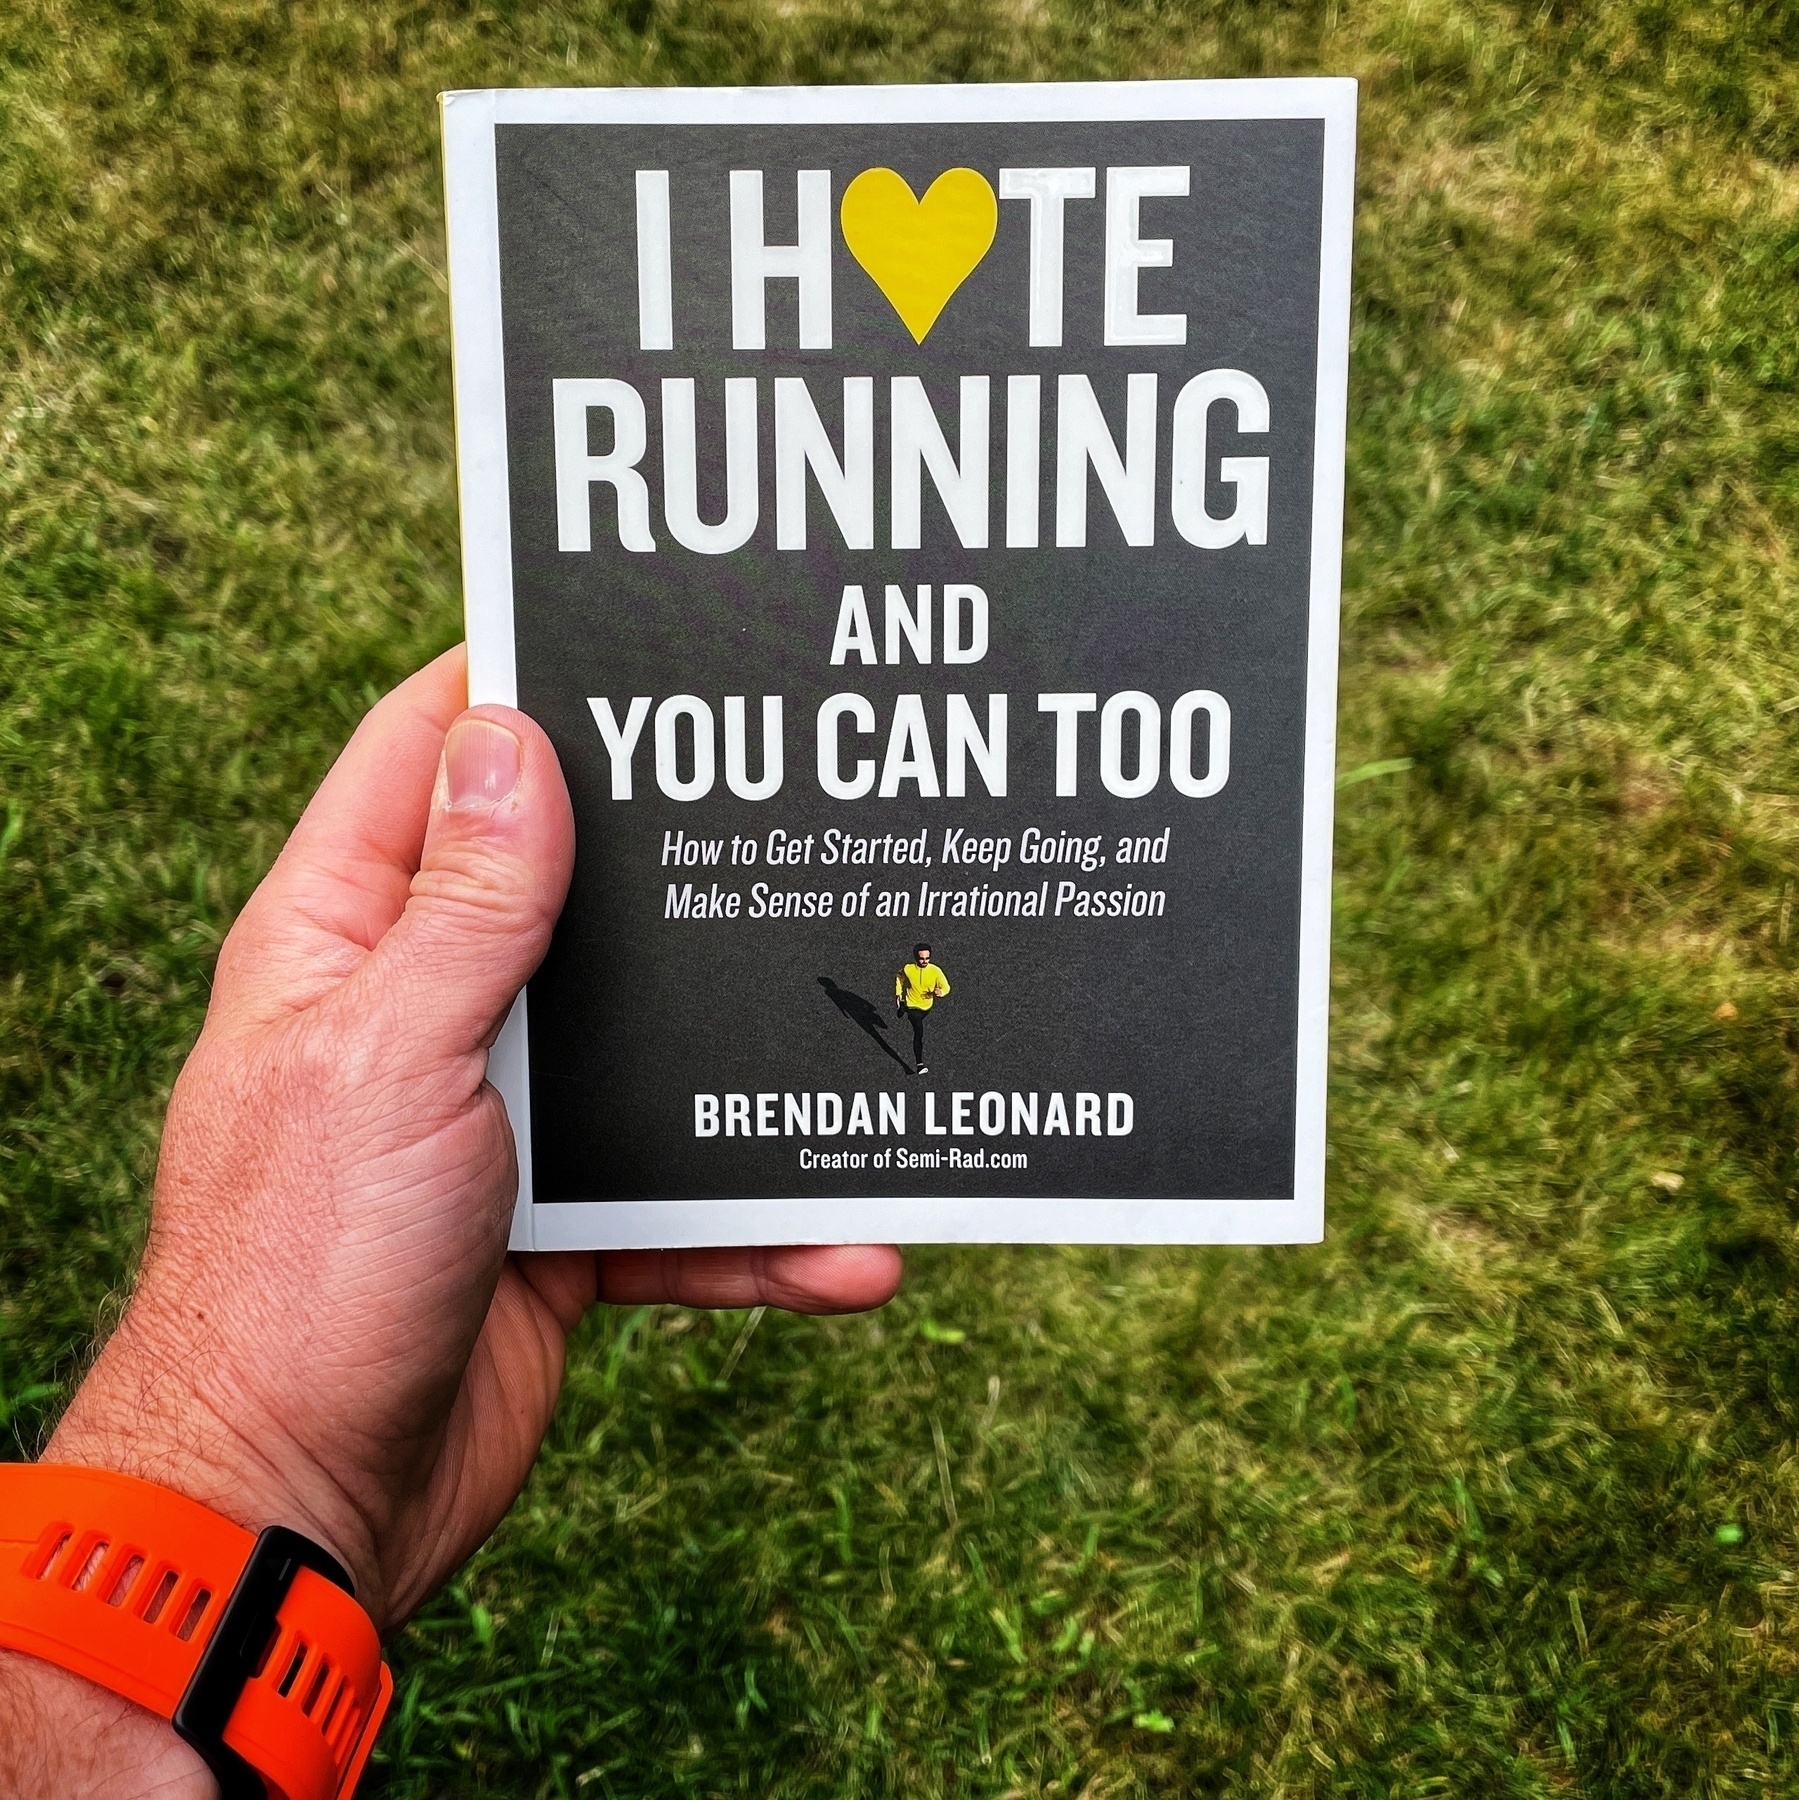 I H♥TE
RUNNING
AND
YOU CAN TOO
How to Get Started, Keep Going, and
Make Sense of an Irrational Passion
BRENDAN LEONARD
Creator of Semi-Rad.com